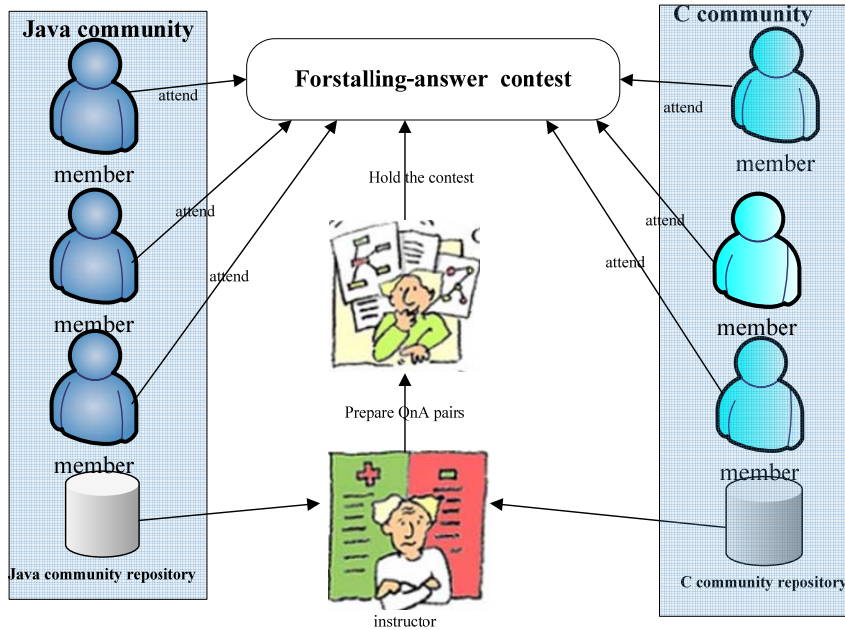 Java community
C community
Forstalling-answer contest
attend
attend
member
member
Hold the contest
attend
attend
attend
attend
member
member
Prepare QnA pairs
member
member
Java community repository
C community repository
instructor